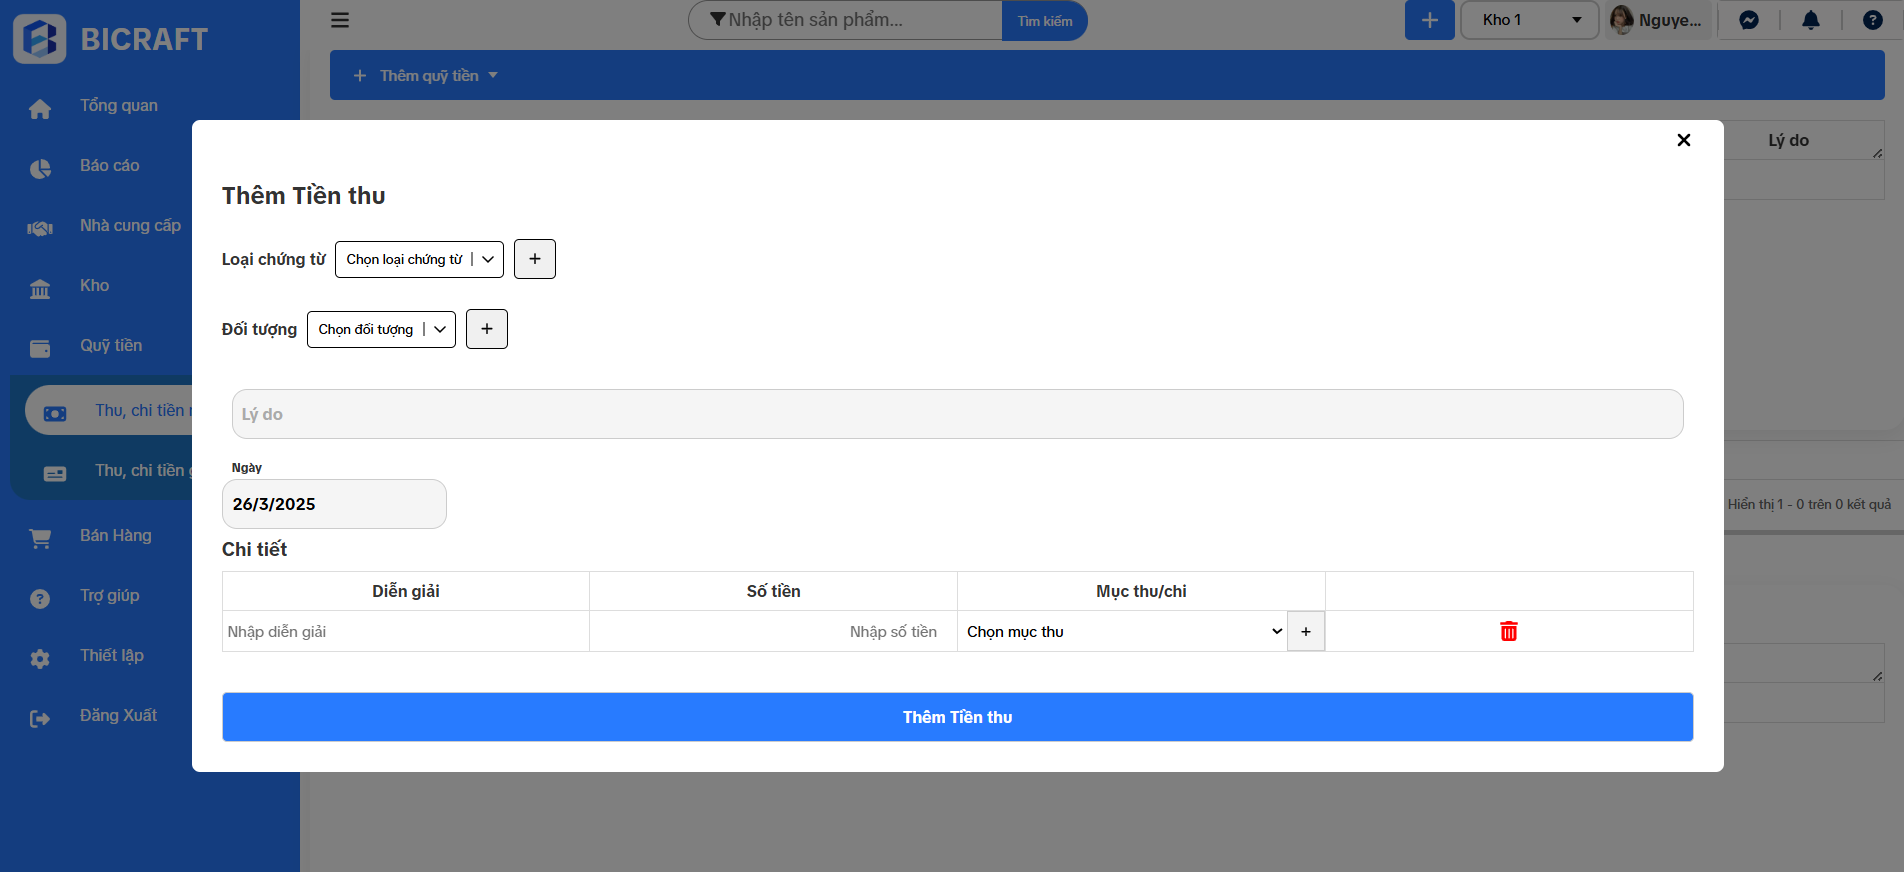 BICRAFT
Nhập tên sản phẩm...
Tìm kiếm
Kho 1
Nguye...
Thêm quỹ tiền
Tổng quan
Báo cáo
Nhà cung cấp
Kho
Quỹ tiền
Thu, chi tiền
Thu, chi tiền
Bán Hàng
Trợ giúp
Thiết lập
Đăng Xuất
Lý do
Thêm Tiền thu
Loại chứng từ Chọn loại chứng từ
Đối tượng Chọn đối tượng
Lý do
Ngày
26/3/2025
Chi tiết
Diễn giải Số tiền Mục thu/chi
Nhập diễn giải Nhập số tiền Chọn mục thu +
Thêm Tiền thu
Hiển thị 1 - 0 trên 0 kết quả